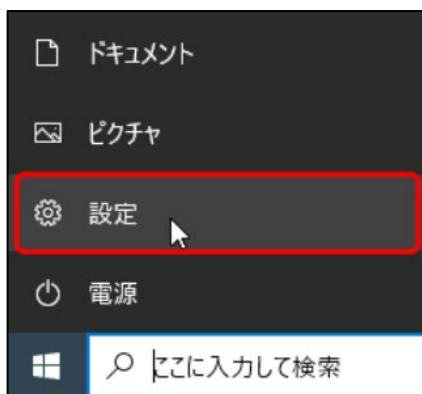 ドキュメント
ピクチャ
設定
電源
ここに入力して検索